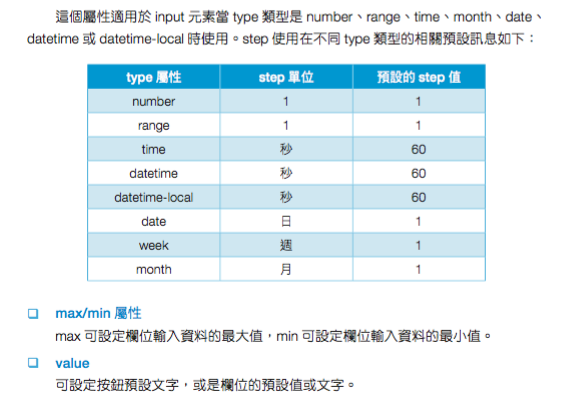 這個屬性適用於 input 元素當 type 類型是 number、range、time、month、date、
datetime 或 datetime-local 時使用。step 使用在不同 type 類型的相關預設訊息如下：
type 屬性 step 單位 預設的 step 值
number 1 1
range 1 1
time 秒 60
datetime 秒 60
datetime-local 秒 60
date 日 1
week 週 1
month 月 1
❑ max/min 屬性
max 可設定欄位輸入資料的最大值，min 可設定欄位輸入資料的最小值。
❑ value
可設定按鈕預設文字，或是欄位的預設值或文字。